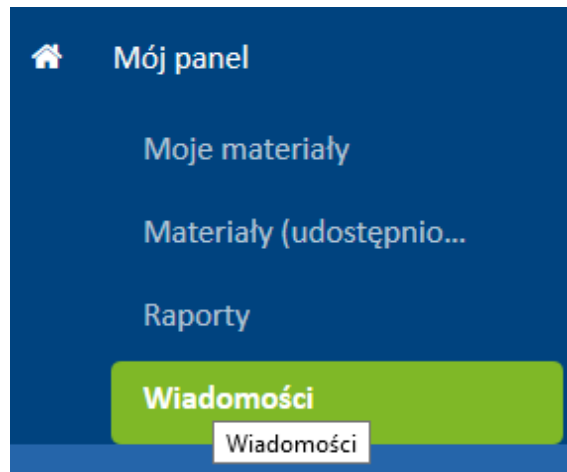 Mój panel
Moje materiały
Materiały (udostępnio...
Raporty
Wiadomości
Wiadomości